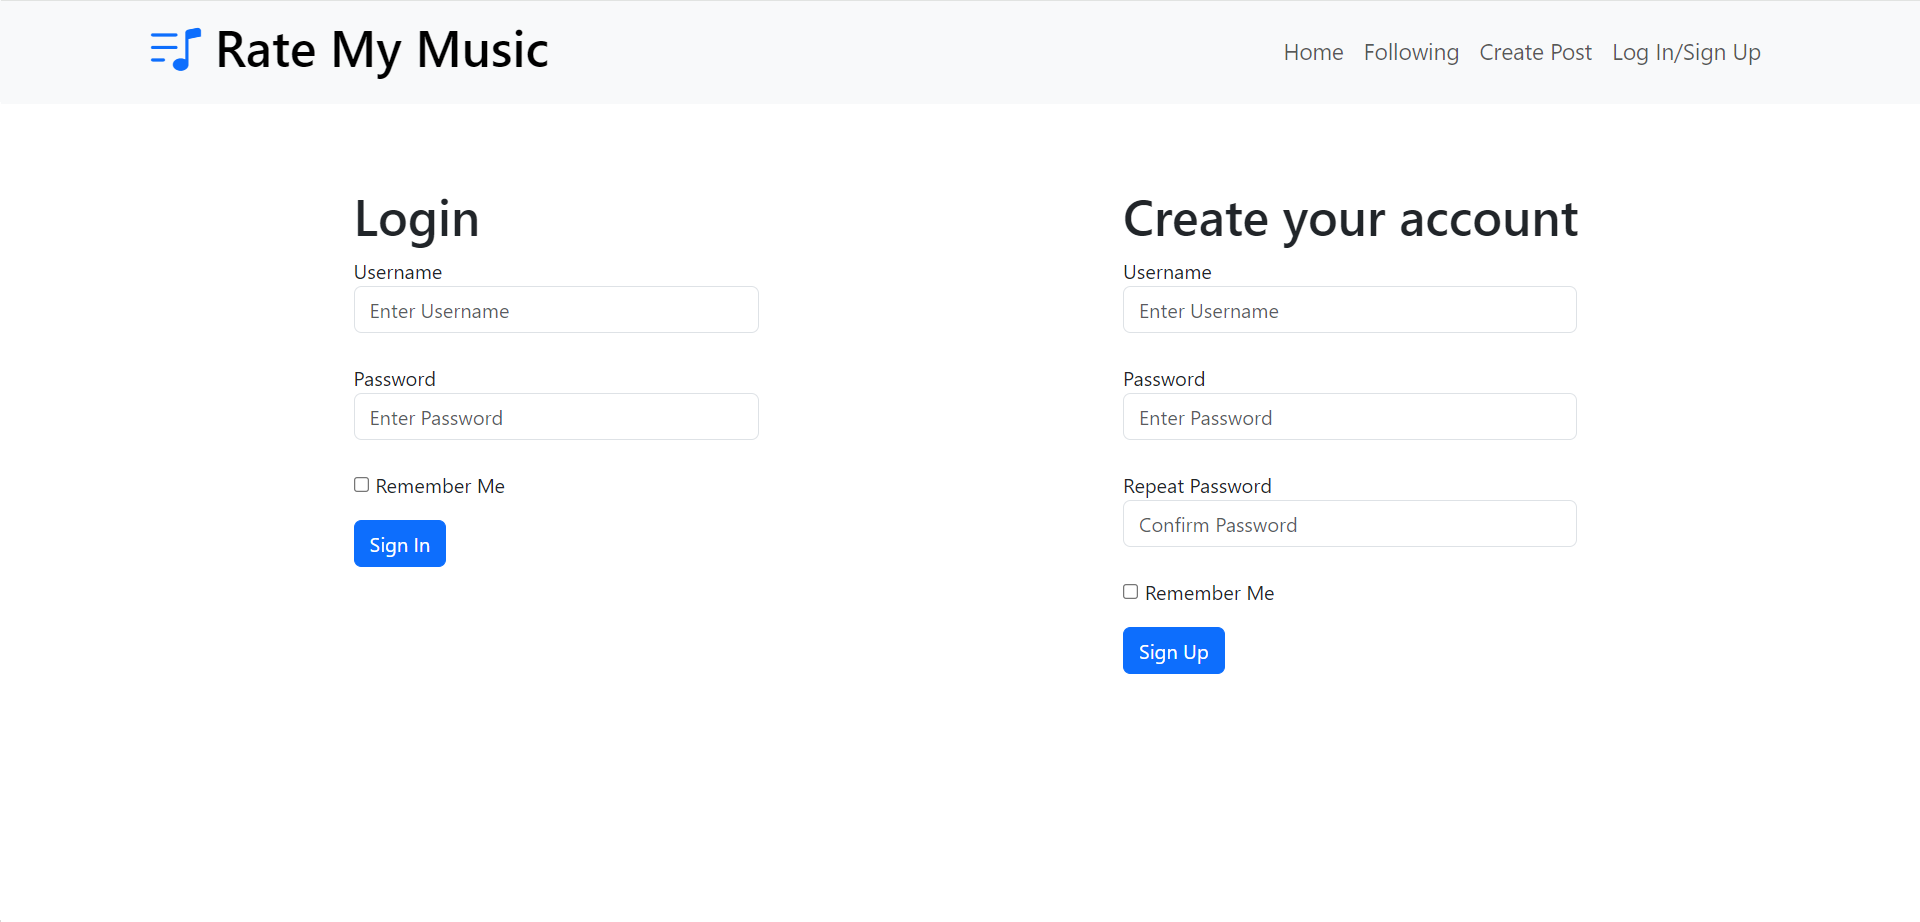 Rate My Music
Home Following Create Post Log In/Sign Up
Login
Username
Enter Username
Password
Enter Password
Remember Me
Sign In
Create your account
Username
Enter Username
Password
Enter Password
Repeat Password
Confirm Password
Remember Me
Sign Up